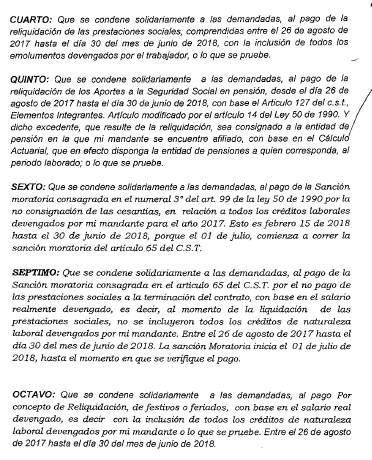 CUARTO: Que se condene solidariamente a las demandadas, al pago de la
reliquidación de las prestaciones sociales, comprendidas entre el 26 de agosto
de 2017 hasta el día 30 del mes de junio de 2018, con la inclusión de todos los
emolumentos devengados por el trabajador, o lo que se pruebe.
QUINTO: Que se condene solidariamente a las demandadas, al pago de la
reliquidación de los Aportes a la Seguridad Social en pensión, desde el día 26 de
agosto de 2017 hasta el día 30 de junio de 2018, con base el Articulo 127 del c.s.t.,
Elementos Integrantes. Artículo modificado por el artículo 14 del Ley 50 de 1990. Y
dicho excedente, que resulte de la reliquidación, sea consignado a la entidad de
pensión en la que mi mandante se encuentre afiliado, con base en el Cálculo
Actuarial, que en efecto disponga la entidad de pensiones a quien corresponda, al
periodo laborado; o lo que se pruebe.
SEXTO: Que se condene solidariamente a las demandadas, al pago de la Sanción
moratoria consagrada en el numeral 3° del art. 99 de la ley 50 de 1990 por la
no consignación de las cesantías, en relación a todos los créditos laborales
devengados por mi mandante para el año 2017. Esto es febrero 15 de 2018
hasta el 30 de junio de 2018, porque el 01 de julio, comienza a correr la
sanción moratoria del articulo 65 del C.S.T.
SEPTIMO: Que se condene solidariamente a las demandadas, al pago de la
Sanción moratoria consagrada en el articulo 65 del C.S.T. por el no pago de
las prestaciones sociales a la terminación del contrato, con base en el salario
realmente devengado, es decir, al momento de la liquidación de las
prestaciones sociales, no se incluyeron todos los créditos de naturaleza
laboral devengados por mi mandante. Entre el 26 de agosto de 2017 hasta el
día 30 del mes de junio de 2018. La sanción Moratoria inicia el 01 de julio de
2018, hasta el momento en que se verifique el pago.
OCTAVO: Que se condene solidariamente a las demandadas, al pago Por
concepto de Reliquidación, de festivos o feriados, con base en el salario real
devengado, es decir con la inclusión de todos los créditos de naturaleza
laboral devengados por mi mandante o lo que se pruebe. Entre el 26 de agosto
de 2017 hasta el día 30 del mes de junio de 2018.